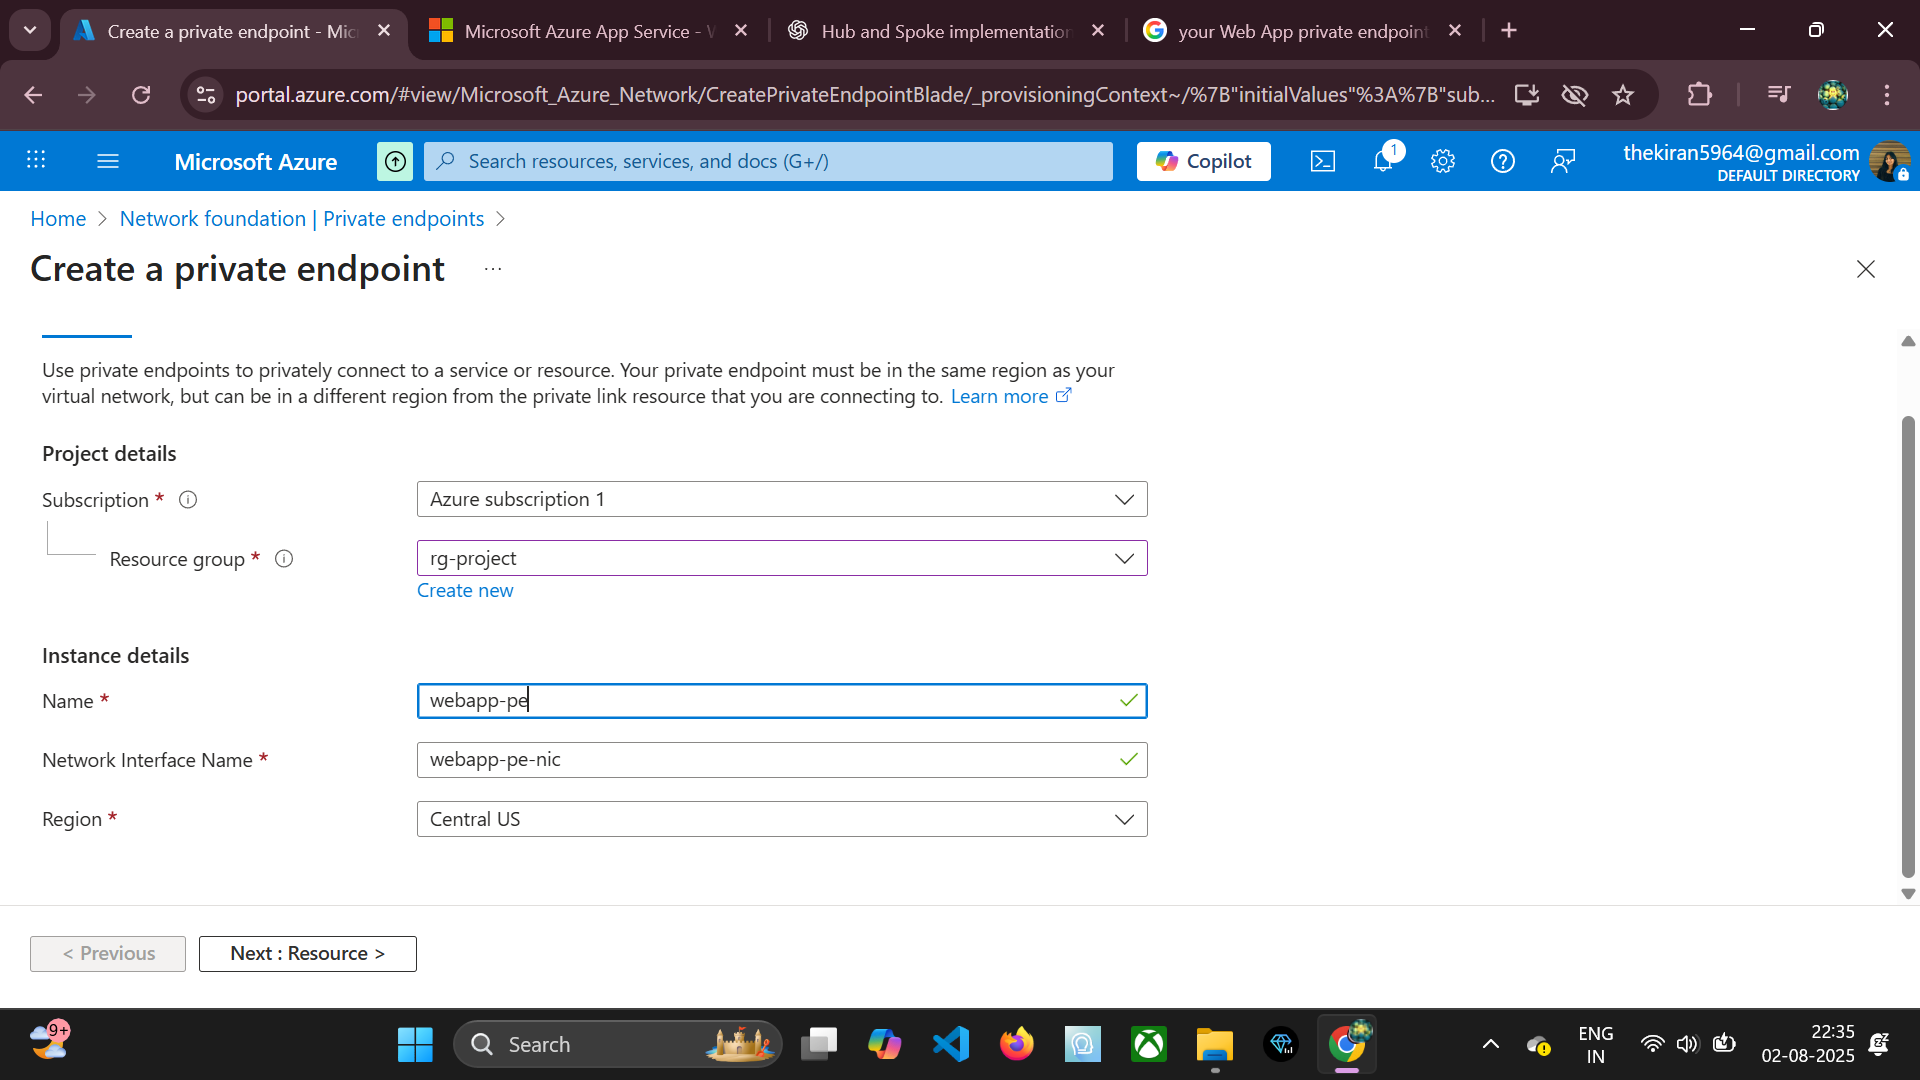 Create a private endpoint - Mic
Microsoft Azure App Service - W
Hub and Spoke implementation
your Web App private endpoint
portal.azure.com/#view/Microsoft_Azure_Network/CreatePrivateEndpointBlade/_provisioningContext~/%7B"initialValues"%3A%7B"sub...
Microsoft Azure
Search resources, services, and docs (G+/)
Copilot
1
thekiran5964@gmail.com
DEFAULT DIRECTORY
Home > Network foundation | Private endpoints >
Create a private endpoint ...
Use private endpoints to privately connect to a service or resource. Your private endpoint must be in the same region as your
virtual network, but can be in a different region from the private link resource that you are connecting to. Learn more
Project details
Subscription *
Azure subscription 1
Resource group *
rg-project
Create new
Instance details
Name *
webapp-pe
Network Interface Name *
webapp-pe-nic
Region *
Central US
< Previous
Next : Resource >
9+
Search
ENG
IN
22:35
02-08-2025